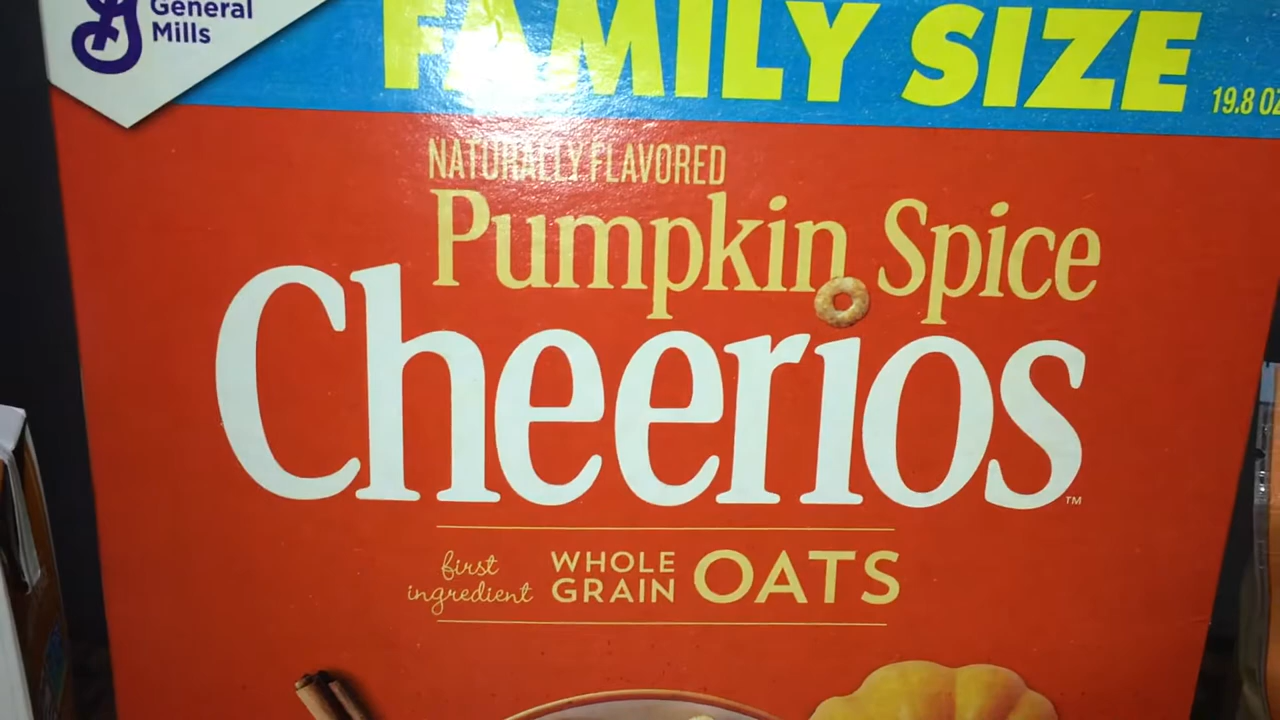 General
Mills
FAMILY SIZE
19.8 OZ
NATURALLY FLAVORED
Pumpkin Spice
Cheerios™
first
ingredient
WHOLE
GRAIN
OATS